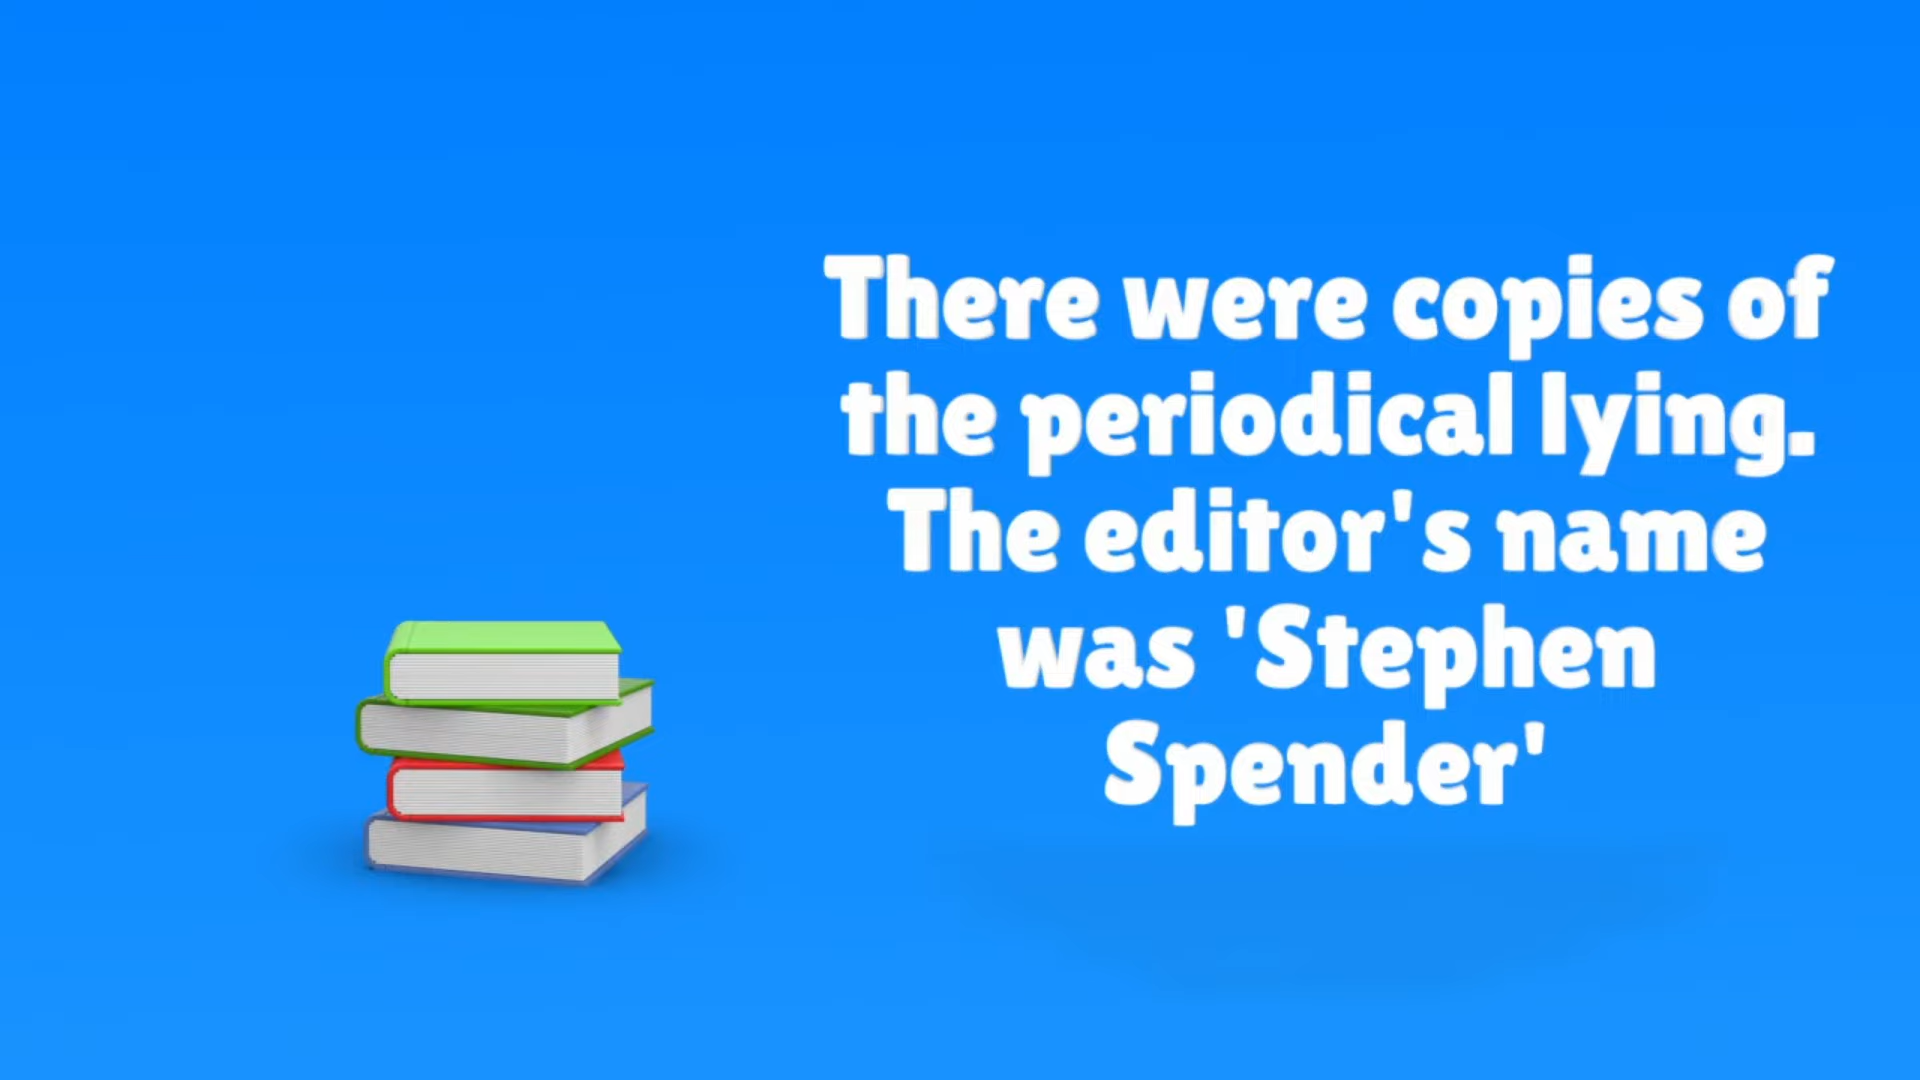 There were copies of
the periodical lying.
The editor's name
was 'Stephen
Spender'